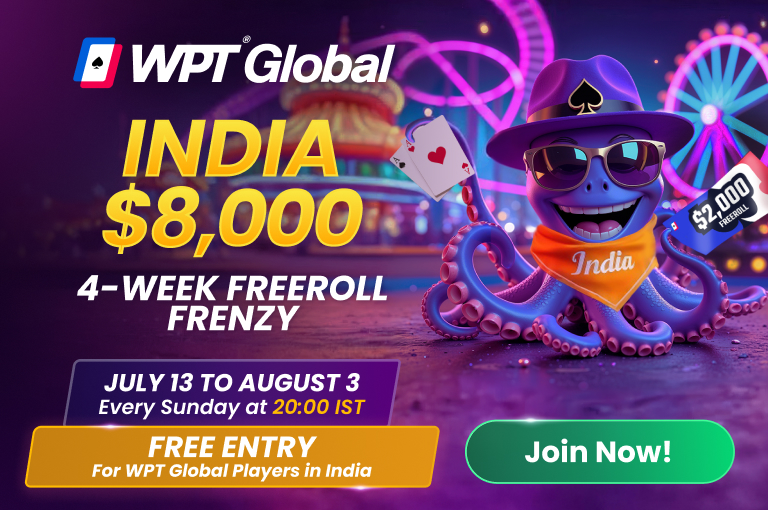 WPT® Global
INDIA
$8,000
4-WEEK FREEROLL
FRENZY
JULY 13 TO AUGUST 3
Every Sunday at 20:00 IST
FREE ENTRY
For WPT Global Players in India
Join Now!
A
A
India
$2,000
FREEROLL